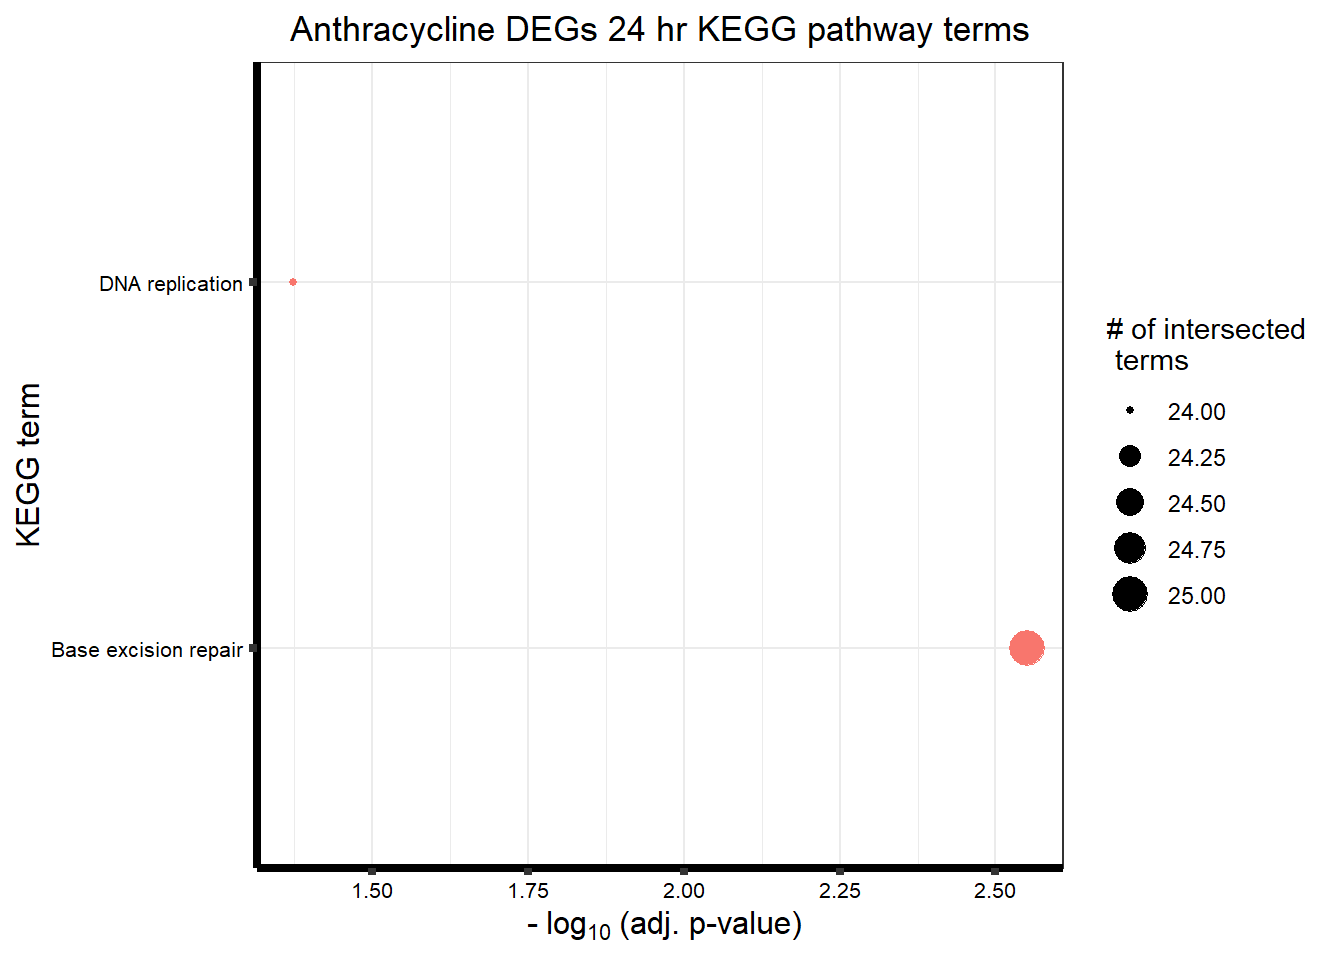 Anthracycline DEGs 24 hr KEGG pathway terms
KEGG term
DNA replication
Base excision repair
1.50 1.75 2.00 2.25 2.50
- log10 (adj. p-value)
# of intersected
terms
24.00
24.25
24.50
24.75
25.00